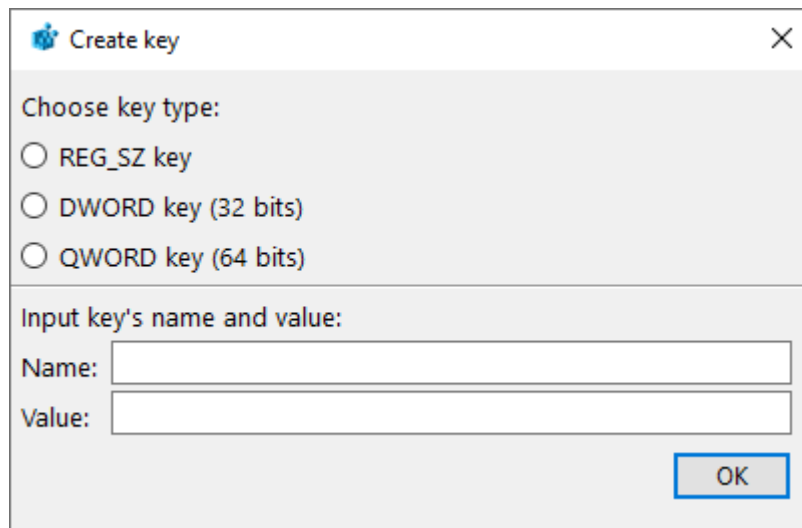 Create key
Choose key type:
REG_SZ key
DWORD key (32 bits)
QWORD key (64 bits)
Input key's name and value:
Name:
Value:
OK